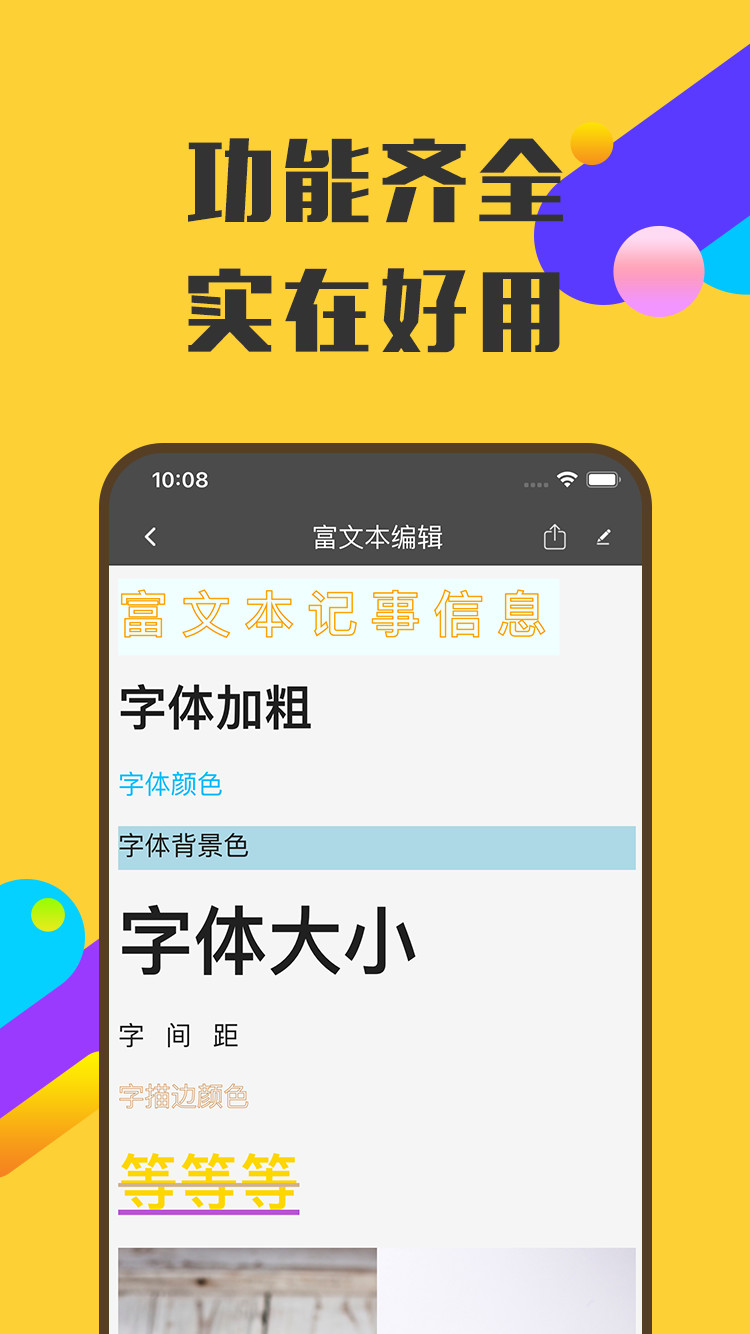 功能齐全
实在好用
10:08
富文本编辑
富文本记事信息
字体加粗
字体颜色
字体背景色
字体大小
字 间 距
字描边颜色
等等等